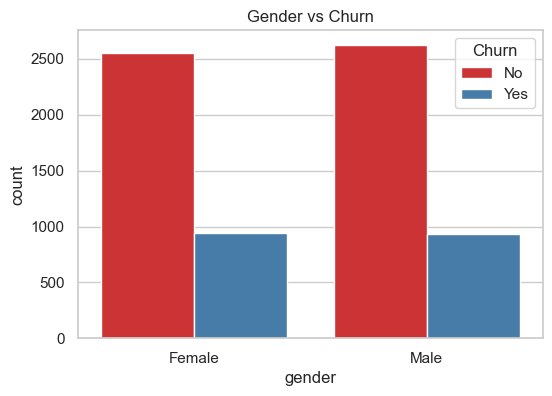 Gender vs Churn
Churn
No
Yes
count
2500
2000
1500
1000
500
0
Female
Male
gender